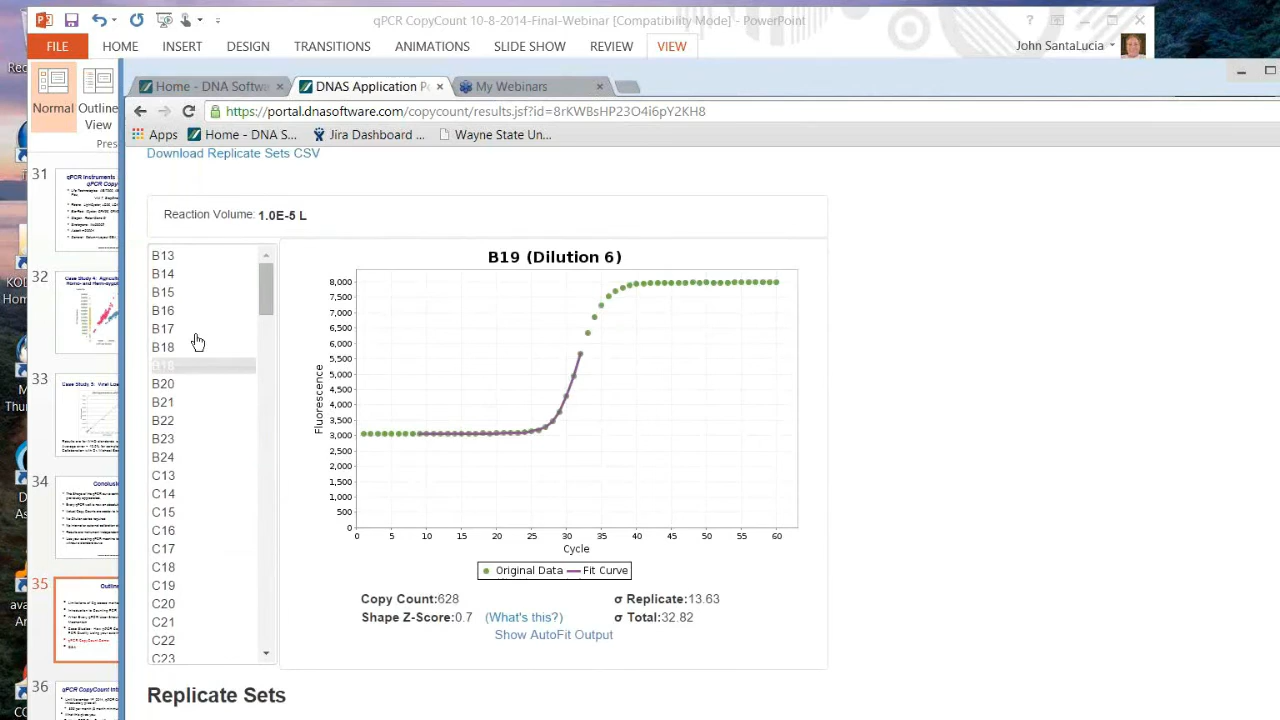 qPCR CopyCount 10-8-2014-Final-Webinar [Compatibility Mode] - PowerPoint
FILE HOME INSERT DESIGN TRANSITIONS ANIMATIONS SLIDE SHOW REVIEW VIEW John SantaLucia
Normal
Outline
View
Home - DNA Softwa
DNAS Application P
My Webinars
https://portal.dnasoftware.com/copycount/results.jsf?id=8rKWBsHP23O4i6pY2KH8
Apps Home - DNA S... Jira Dashboard ... Wayne State Un...
Download Replicate Sets CSV
Reaction Volume: 1.0E-5 L
31
32
33
34
35
36
B13
B14
B15
B16
B17
B18
B19
B20
B21
B22
B23
B24
C13
C14
C15
C16
C17
C18
C19
C20
C21
C22
C23
B19 (Dilution 6)
Fluorescence
8,000
7,500
7,000
6,500
6,000
5,500
5,000
4,500
4,000
3,500
3,000
2,500
2,000
1,500
1,000
500
0
0 5 10 15 20 25 30 35 40 45 50 55 60
Cycle
Original Data Fit Curve
Copy Count:628 σ Replicate:13.63
Shape Z-Score:0.7 (What's this?) σ Total:32.82
Show AutoFit Output
Replicate Sets